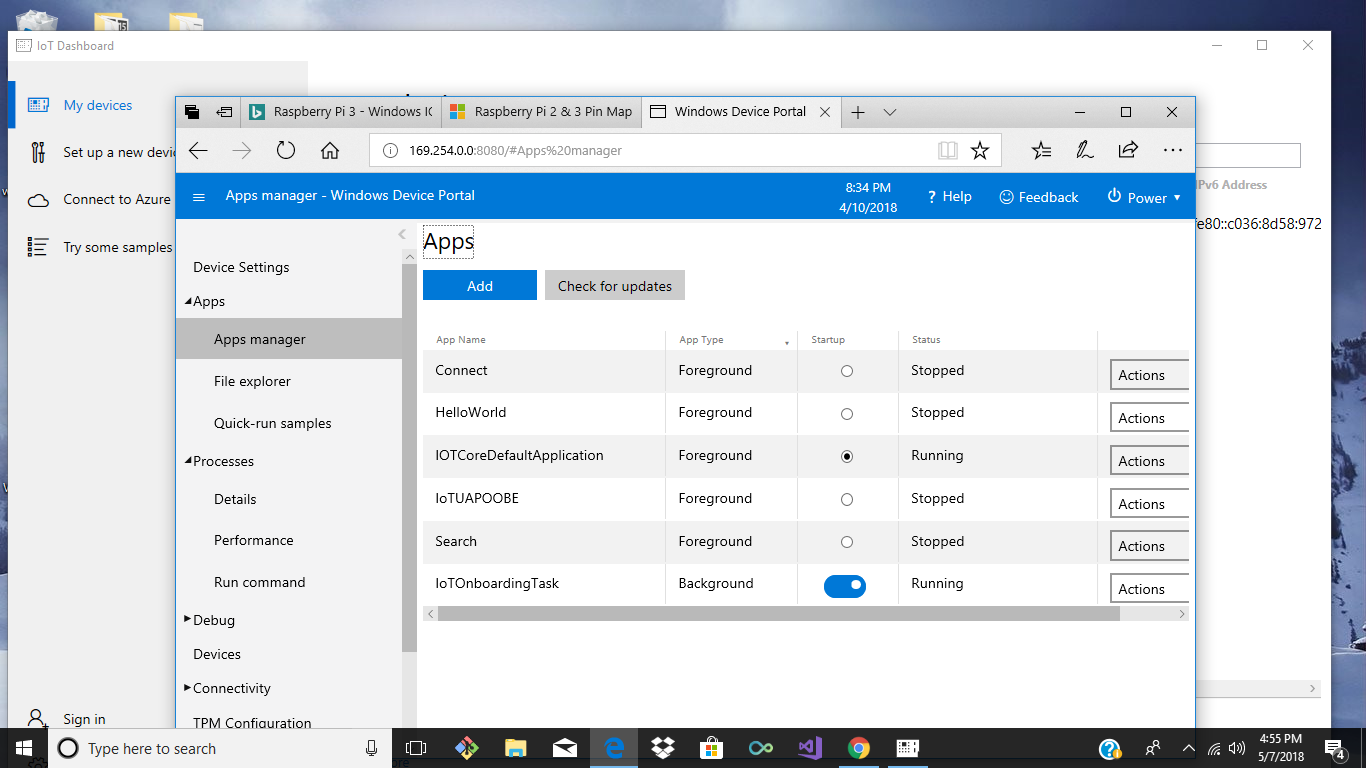 15
IoT Dashboard
My devices
Set up a new devic
Connect to Azure
Try some samples
Sign in
Raspberry Pi 3 - Windows IC
Raspberry Pi 2 & 3 Pin Map
Windows Device Portal
169.254.0.0:8080/#Apps%20manager
IPv6 Address
fe80::c036:8d58:972
Apps manager - Windows Device Portal
8:34 PM
4/10/2018
? Help
Feedback
Power
Device Settings
Apps
Apps manager
File explorer
Quick-run samples
Processes
Details
Performance
Run command
Debug
Devices
Connectivity
TPM Configuration
Apps
Add
Check for updates
App Name App Type Startup Status
Connect Foreground Stopped Actions
HelloWorld Foreground Stopped Actions
IOTCoreDefaultApplication Foreground Running Actions
IoTUAPOOBE Foreground Stopped Actions
Search Foreground Stopped Actions
IoTOnboardingTask Background Running Actions
Type here to search
4:55 PM
5/7/2018
4